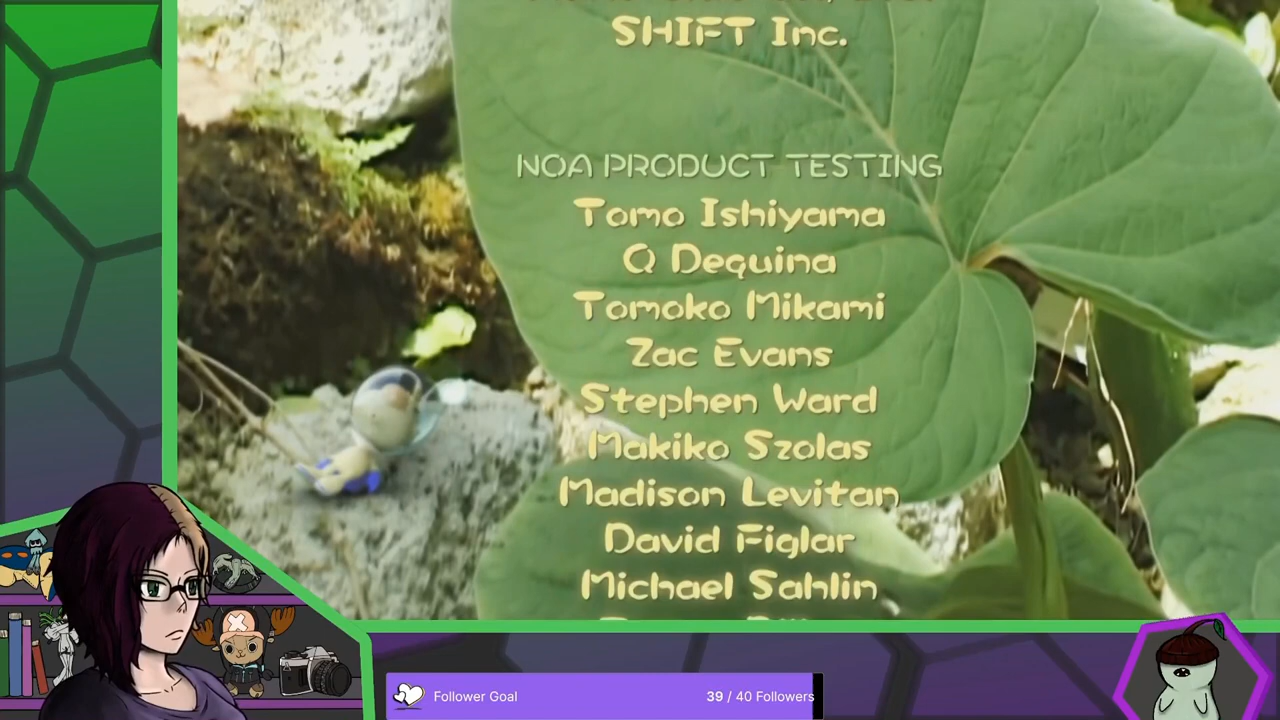 SHIFT Inc.
NOA PRODUCT TESTING
Tomo Ishiyama
Q Dequina
Tomoko Mikami
Zac Evans
Stephen Ward
Makiko Szolas
Madison Levitan
David Figlar
Michael Sahlin
Follower Goal
39 / 40 Followers